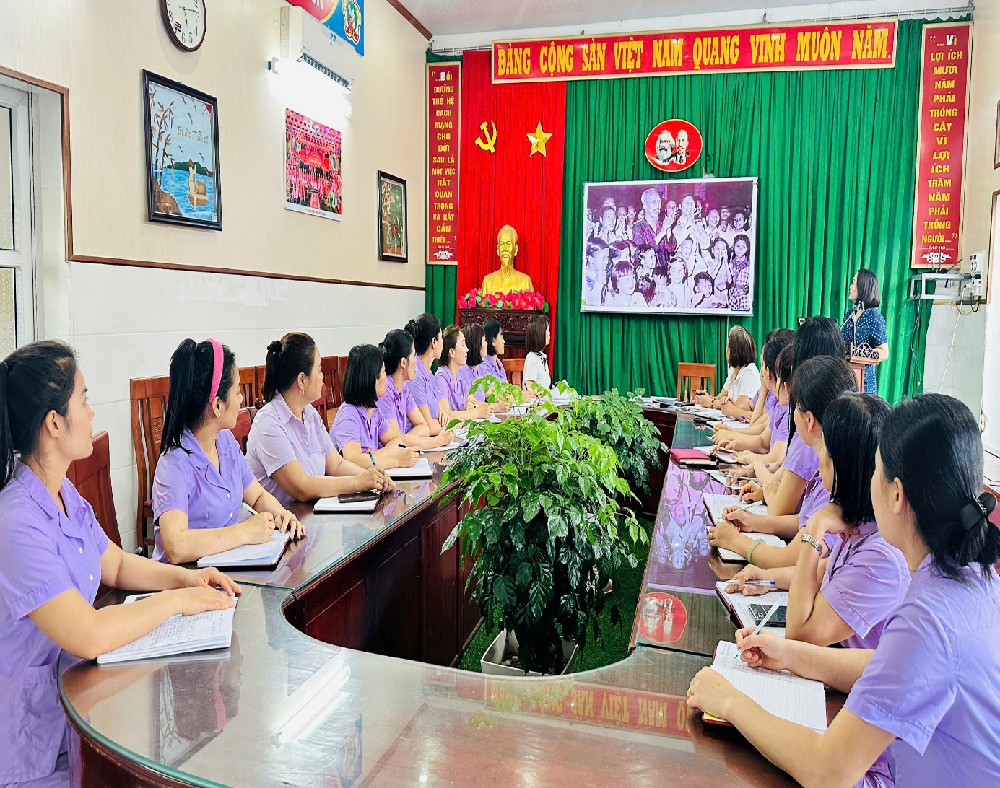 ĐẢNG CỘNG SẢN VIỆT NAM QUANG VINH MUÔN NĂM.
"...Bồi
DƯỠNG
THẾ HỆ
CÁCH
MẠNG
CHO
ĐỜI
SAU LÀ
MỘT VIỆC
RẤT
QUAN
TRỌNG
VÀ RẤT
CẦN
THIẾT..."
BÁC HỒ
"...Vì
LỢI ÍCH
MƯỜI
NĂM
PHẢI
TRỒNG
CÂY
VÌ
LỢI
ÍCH
TRĂM
NĂM
PHẢI
TRỒNG
NGƯỜI..."
BÁC HỒ